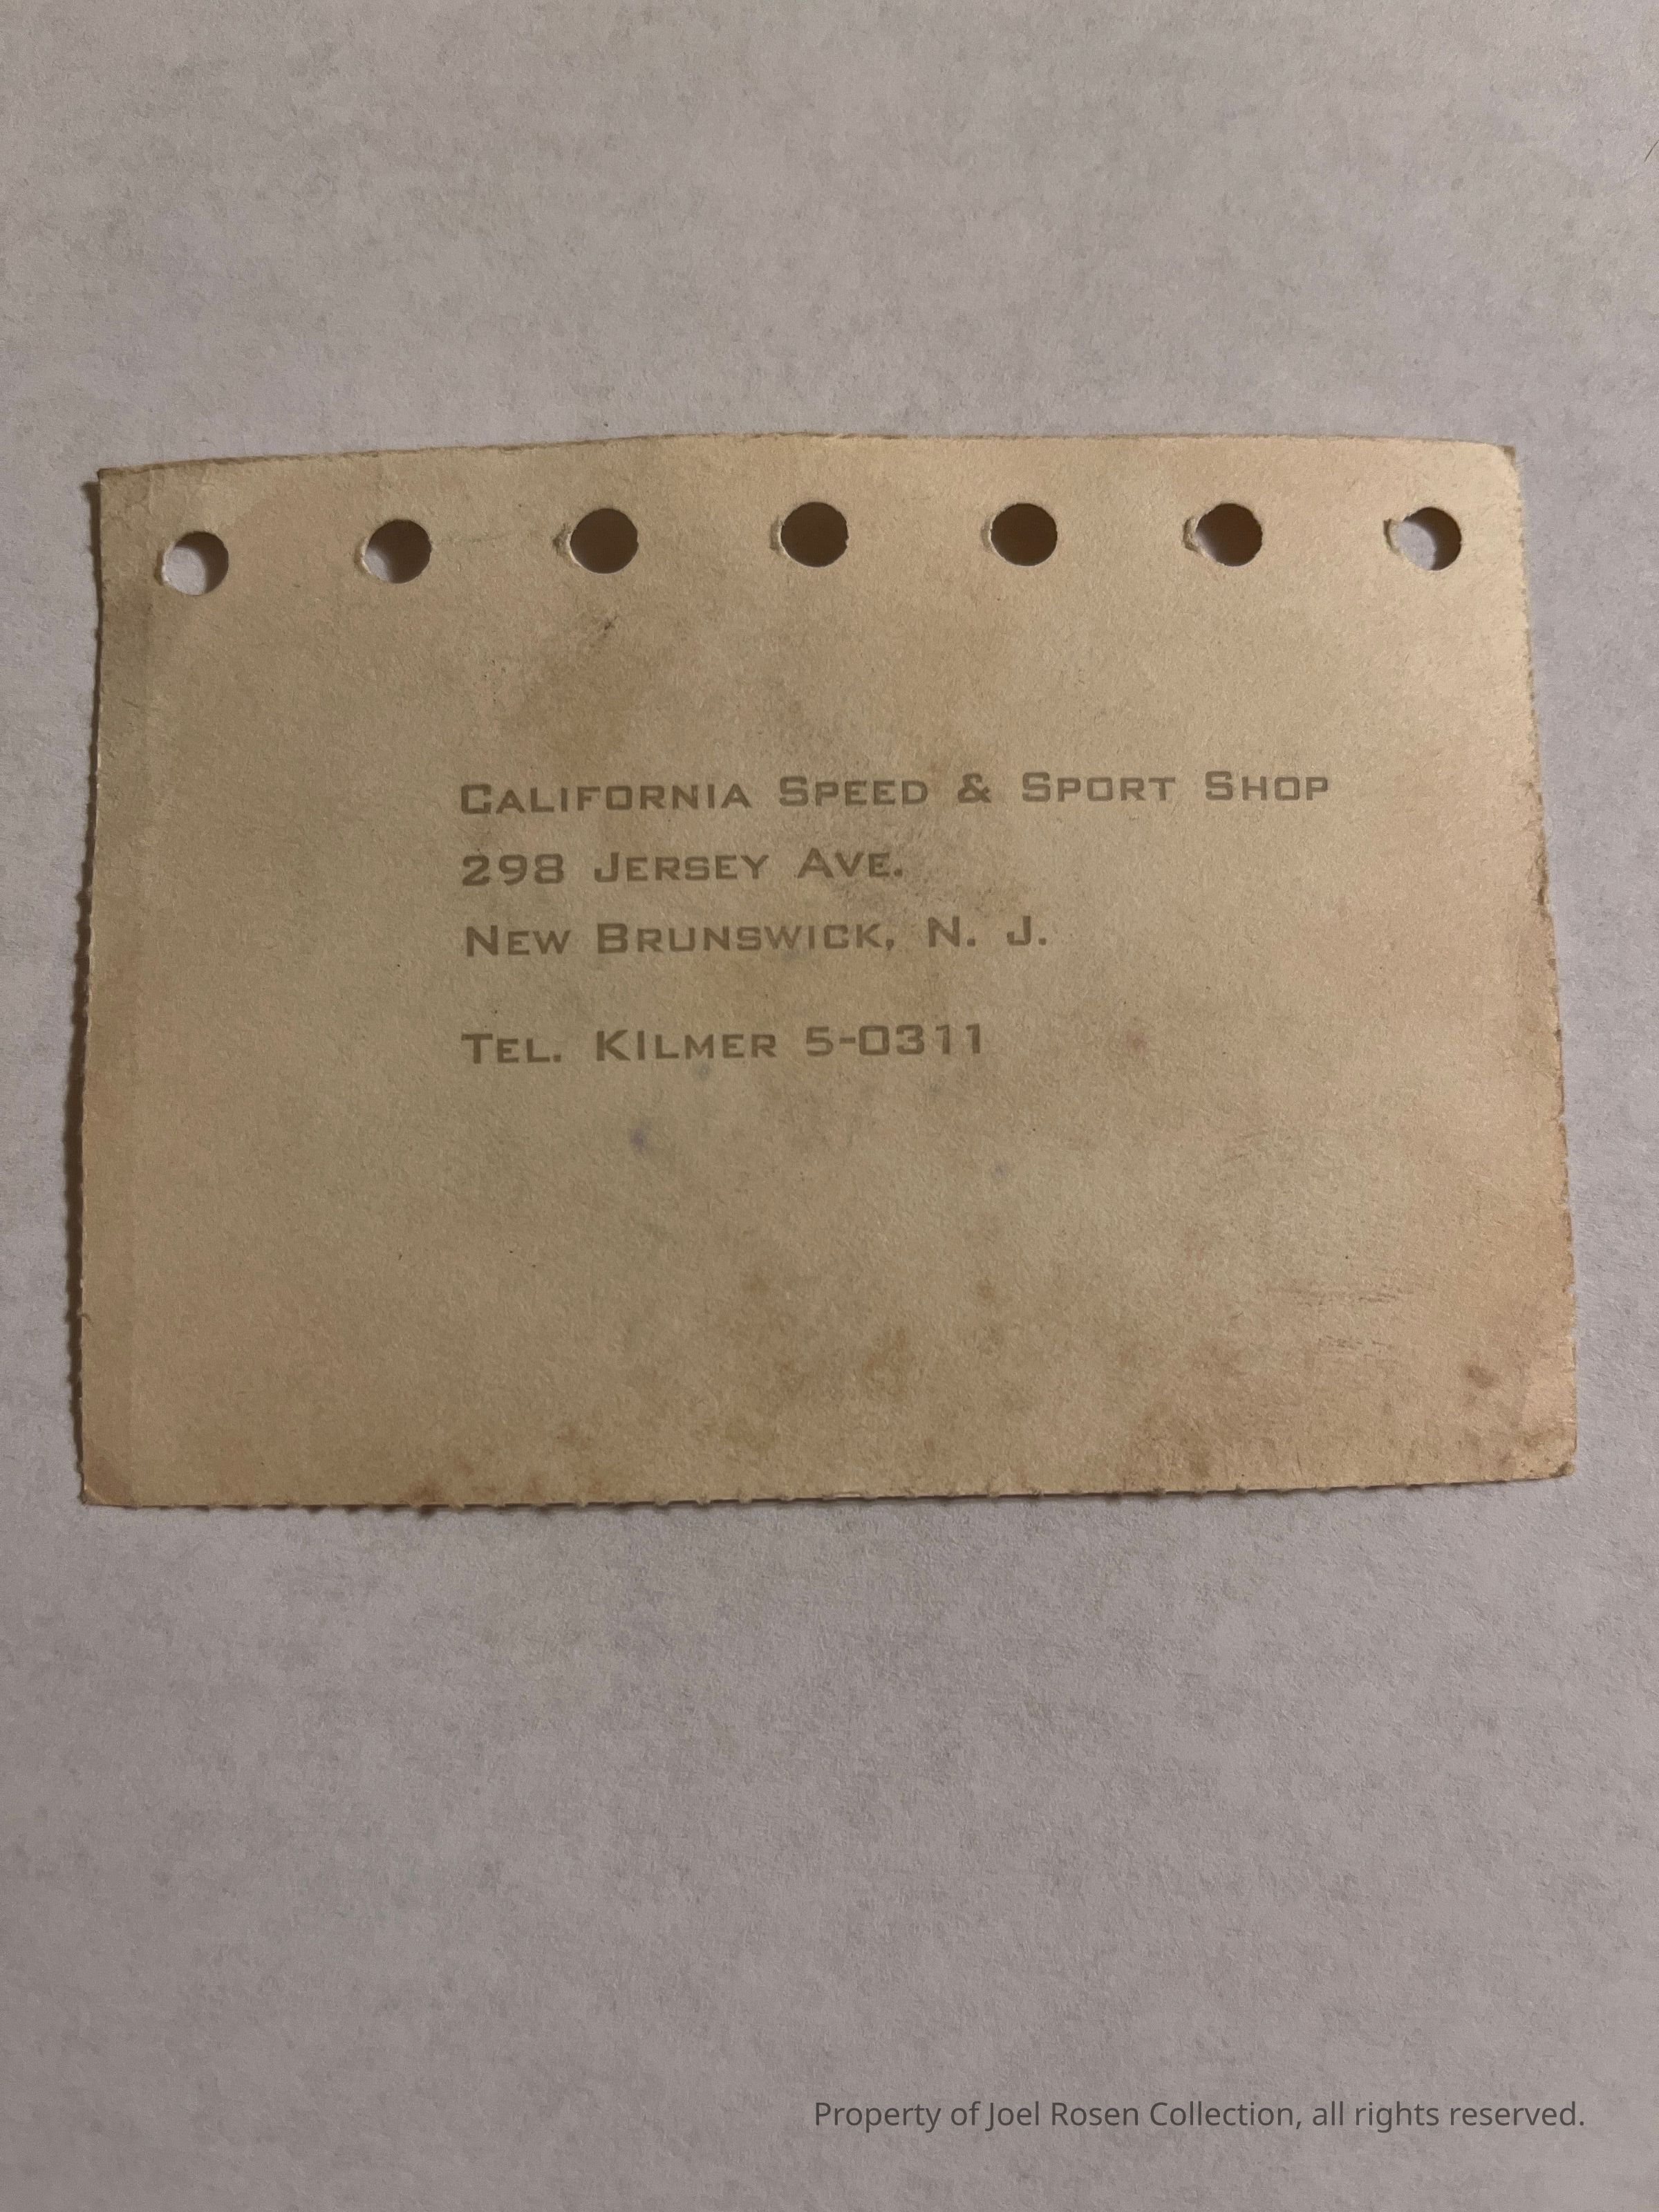 California Speed & Sport Shop
298 Jersey Ave.
New Brunswick, N. J.
Tel. KIlmer 5-0311
Property of Joel Rosen Collection, all rights reserved.